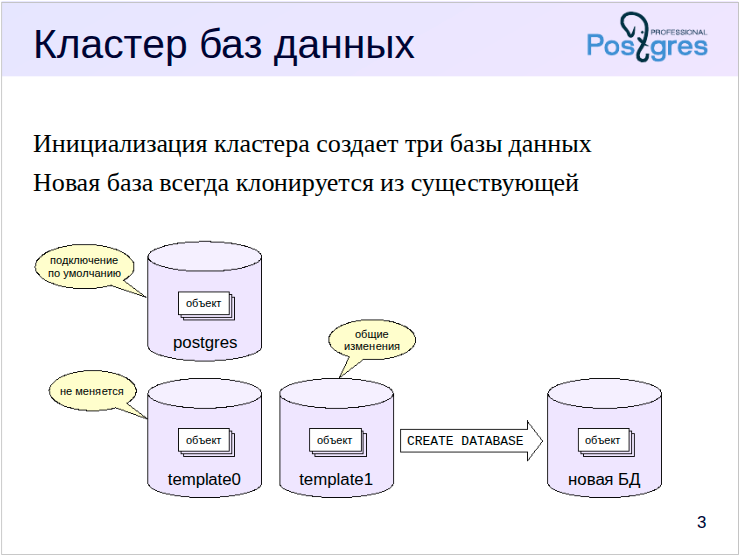 Кластер баз данных
PROFESSIONAL
Postgres
Инициализация кластера создает три базы данных
Новая база всегда клонируется из существующей
подключение
по умолчанию
объект
postgres
общие
изменения
не меняется
объект
template0
объект
template1
CREATE DATABASE
объект
новая БД
3